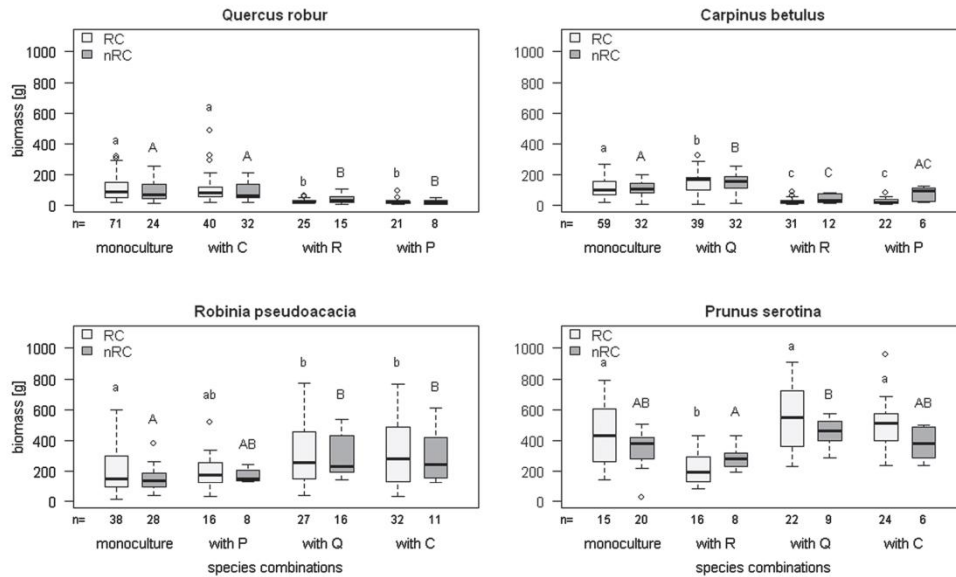 Quercus robur
RC
nRC
biomass [g]
1000
800
600
400
200
0
a A a A b B b B
n= 71 24 40 32 25 15 21 8
monoculture with C with R with P
Carpinus betulus
RC
nRC
1000
800
600
400
200
0
a A b B c C c AC
n= 59 32 39 32 31 12 22 6
monoculture with Q with R with P
Robinia pseudoacacia
RC
nRC
biomass [g]
1000
800
600
400
200
0
a A ab AB b B b B
n= 38 28 16 8 27 16 32 11
monoculture with P with Q with C
species combinations
Prunus serotina
RC
nRC
1000
800
600
400
200
0
a AB b A a B a AB
n= 15 20 16 8 22 9 24 6
monoculture with R with Q with C
species combinations